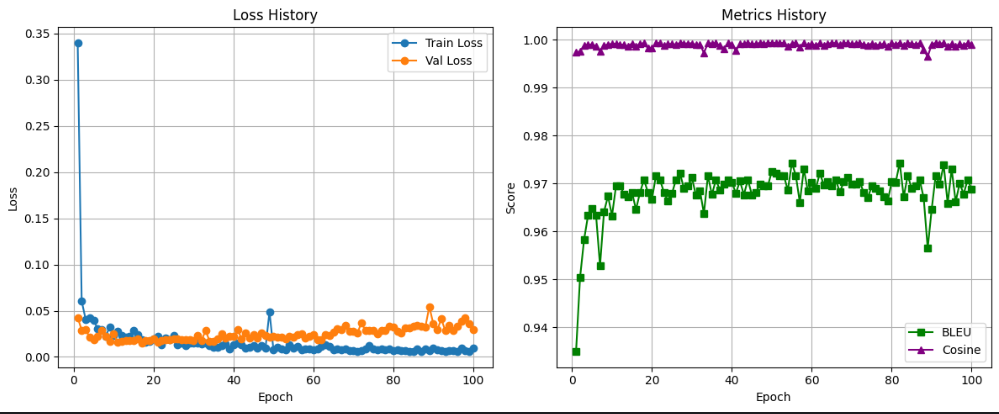 Loss History
0.35
0.30
0.25
0.20
0.15
0.10
0.05
0.00
Loss
0
20
40
60
80
100
Epoch
Train Loss
Val Loss
Metrics History
1.00
0.99
0.98
0.97
0.96
0.95
0.94
Score
0
20
40
60
80
100
Epoch
BLEU
Cosine